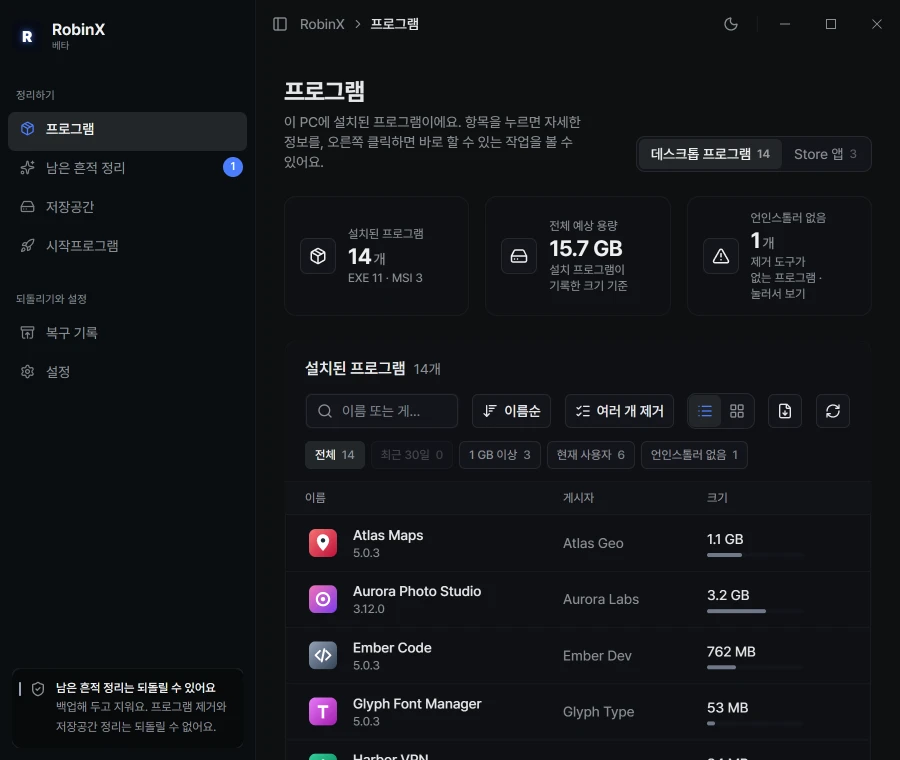 R
RobinX
베타
정리하기
프로그램
남은 흔적 정리 1
저장공간
시작프로그램
되돌리기와 설정
복구 기록
설정
남은 흔적 정리는 되돌릴 수 있어요
백업해 두고 지워요. 프로그램 제거와
저장공간 정리는 되돌릴 수 없어요.
RobinX > 프로그램
프로그램
이 PC에 설치된 프로그램이에요. 항목을 누르면 자세한
정보를, 오른쪽 클릭하면 바로 할 수 있는 작업을 볼 수
있어요.
데스크톱 프로그램 14 Store 앱 3
설치된 프로그램
14개
EXE 11 · MSI 3
전체 예상 용량
15.7 GB
설치 프로그램이
기록한 크기 기준
언인스톨러 없음
1개
제거 도구가
없는 프로그램 ·
눌러서 보기
설치된 프로그램 14개
이름 또는 게... 이름순 여러 개 제거
전체 14 최근 30일 0 1 GB 이상 3 현재 사용자 6 언인스톨러 없음 1
이름 게시자 크기
Atlas Maps
5.0.3
Atlas Geo
1.1 GB
Aurora Photo Studio
3.12.0
Aurora Labs
3.2 GB
Ember Code
5.0.3
Ember Dev
762 MB
T
Glyph Font Manager
5.0.3
Glyph Type
53 MB
Harbor VPN